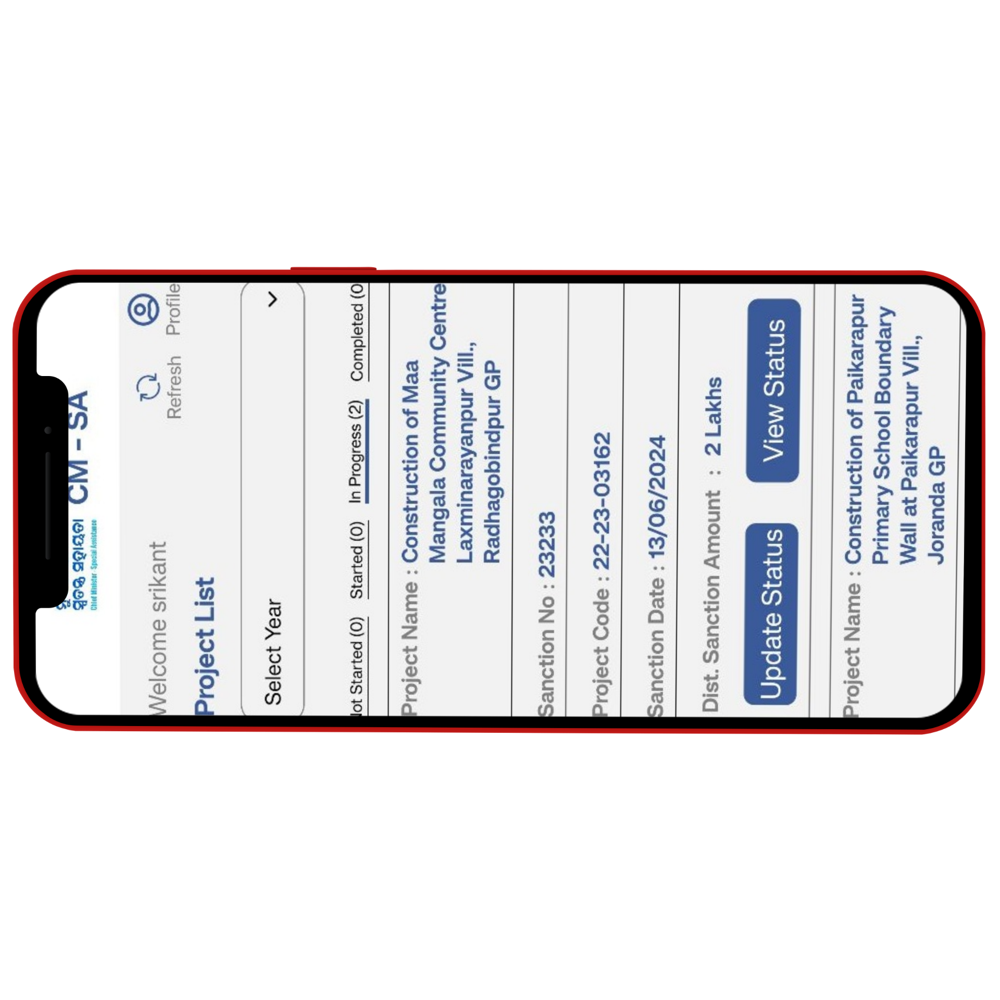 CM - SA
Chief Minister Special Assistance
Welcome srikant
Refresh
Profile
Project List
Select Year
Not Started (0) Started (0) In Progress (2) Completed (0
Project Name : Construction of Maa
Mangala Community Centre
Laxminarayanpur Vill.,
Radhagobindpur GP
Sanction No : 23233
Project Code : 22-23-03162
Sanction Date : 13/06/2024
Dist. Sanction Amount : 2 Lakhs
Update Status View Status
Project Name : Construction of Paikarapur
Primary School Boundary
Wall at Paikarapur Vill.,
Joranda GP